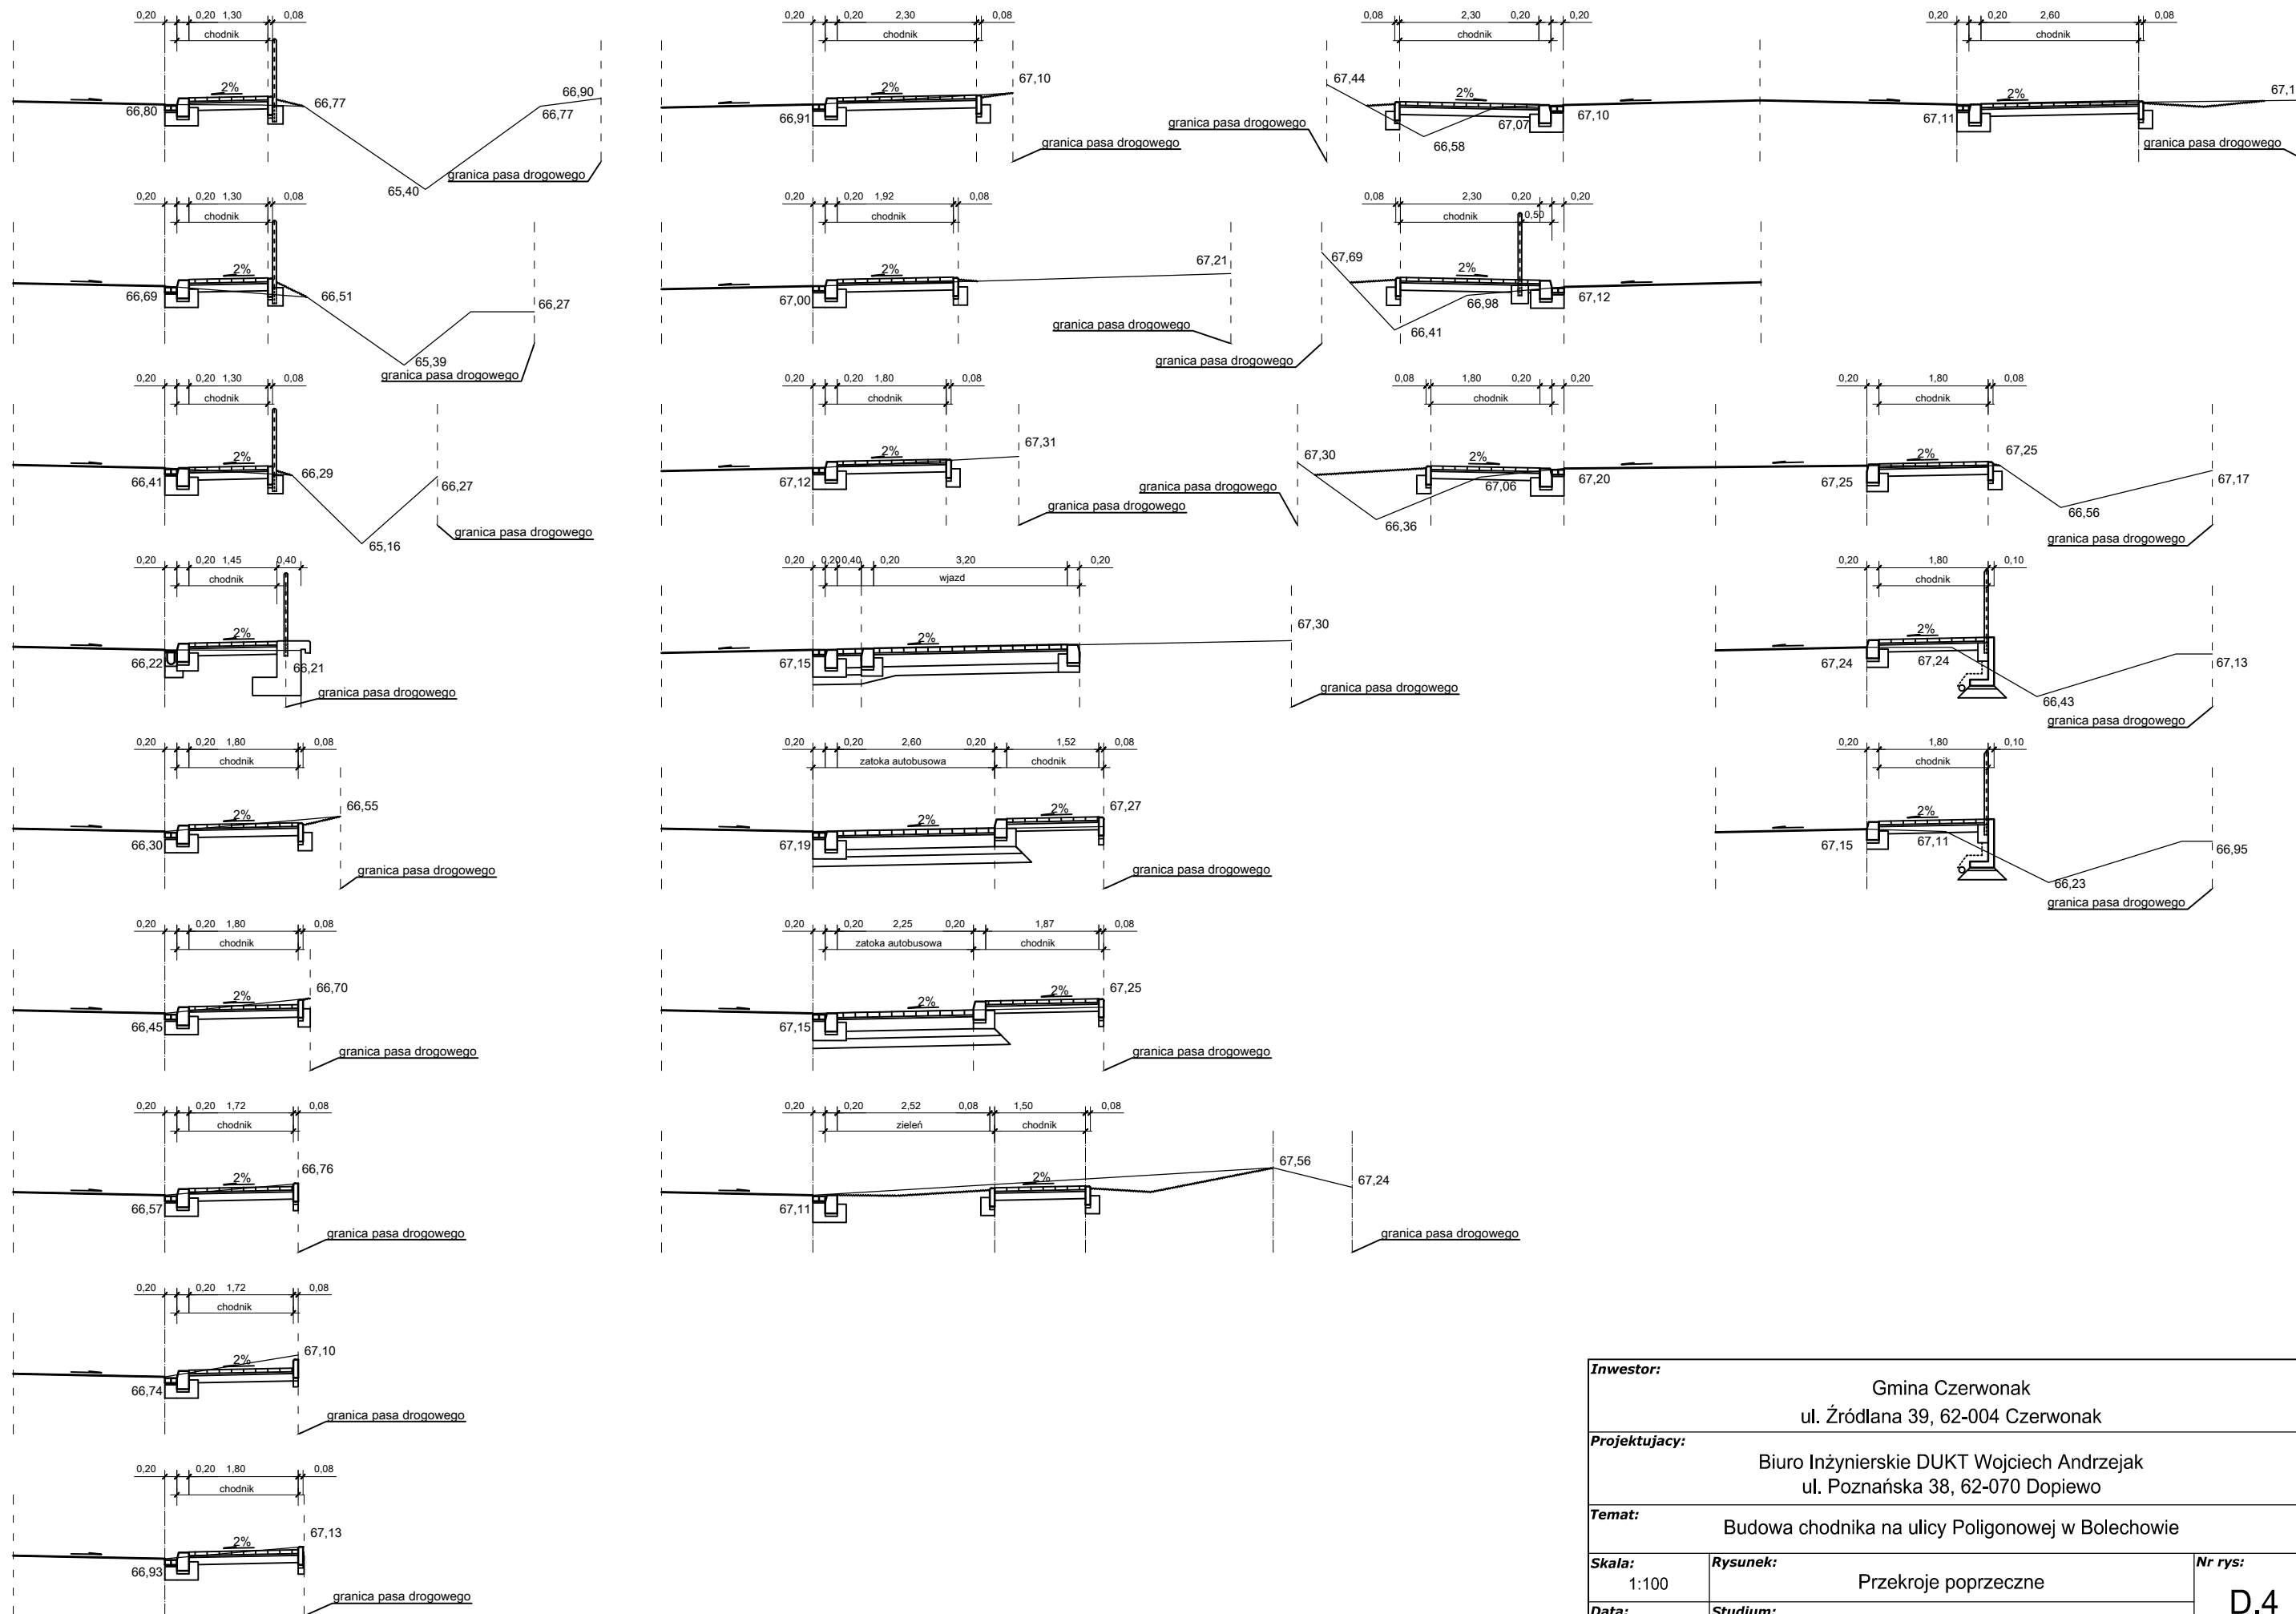 0,20 0,20 1,30 0,08
chodnik
2%
66,80 66,77 66,90
66,77
65,40
granica pasa drogowego
0,20 0,20 1,30 0,08
chodnik
2%
66,69 66,51 66,27
65,39
granica pasa drogowego
0,20 0,20 1,30 0,08
chodnik
2%
66,41 66,29 66,27
65,16
granica pasa drogowego
0,20 0,20 1,45 0,40
chodnik
2%
66,22 66,21
granica pasa drogowego
0,20 0,20 1,80 0,08
chodnik
2%
66,30 66,55
granica pasa drogowego
0,20 0,20 1,80 0,08
chodnik
2%
66,45 66,70
granica pasa drogowego
0,20 0,20 1,72 0,08
chodnik
2%
66,57 66,76
granica pasa drogowego
0,20 0,20 1,72 0,08
chodnik
2%
66,74 67,10
granica pasa drogowego
0,20 0,20 1,80 0,08
chodnik
2%
66,93 67,13
granica pasa drogowego
0,20 0,20 2,30 0,08
chodnik
2%
66,91 67,10
granica pasa drogowego
0,20 0,20 1,92 0,08
chodnik
2%
67,00 67,21
granica pasa drogowego
0,20 0,20 1,80 0,08
chodnik
2%
67,12 67,31
granica pasa drogowego
0,20 0,20 0,40 0,20 3,20 0,20
wjazd
2%
67,15 67,30
granica pasa drogowego
0,20 0,20 2,60 0,20 1,52 0,08
zatoka autobusowa chodnik
2% 2%
67,19 67,27
granica pasa drogowego
0,20 0,20 2,25 0,20 1,87 0,08
zatoka autobusowa chodnik
2% 2%
67,15 67,25
granica pasa drogowego
0,20 0,20 2,52 0,08 1,50 0,08
zieleń chodnik
2%
67,11 67,56 67,24
granica pasa drogowego
0,08 2,30 0,20 0,20
chodnik
2%
67,44 66,58 67,07 67,10
granica pasa drogowego
0,20 0,20 2,60 0,08
chodnik
2%
67,11 67,1
granica pasa drogowego
0,08 2,30 0,20 0,20
chodnik 0,50
2%
67,69 66,41 66,98 67,12
granica pasa drogowego
0,08 1,80 0,20 0,20
chodnik
2%
67,30 66,36 67,06 67,20
granica pasa drogowego
0,20 1,80 0,08
chodnik
2%
67,25 67,25 66,56 67,17
granica pasa drogowego
0,20 1,80 0,10
chodnik
2%
67,24 67,24 66,43 67,13
granica pasa drogowego
0,20 1,80 0,10
chodnik
2%
67,15 67,11 66,23 66,95
granica pasa drogowego
Inwestor:
Gmina Czerwonak
ul. Źródlana 39, 62-004 Czerwonak
Projektujacy:
Biuro Inżynierskie DUKT Wojciech Andrzejak
ul. Poznańska 38, 62-070 Dopiewo
Temat:
Budowa chodnika na ulicy Poligonowej w Bolechowie
Skala: Rysunek: Nr rys:
1:100 Przekroje poprzeczne
D.4
Data: Studium: